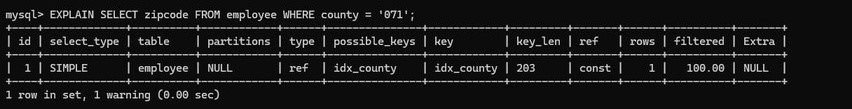 mysql> EXPLAIN SELECT zipcode FROM employee WHERE county = '071';
+----+-------------+----------+------------+------+---------------+------------+---------+-------+------+----------+-------+
| id | select_type | table    | partitions | type | possible_keys | key        | key_len | ref   | rows | filtered | Extra |
+----+-------------+----------+------------+------+---------------+------------+---------+-------+------+----------+-------+
|  1 | SIMPLE      | employee | NULL       | ref  | idx_county    | idx_county | 203     | const |    1 |   100.00 | NULL  |
+----+-------------+----------+------------+------+---------------+------------+---------+-------+------+----------+-------+
1 row in set, 1 warning (0.00 sec)